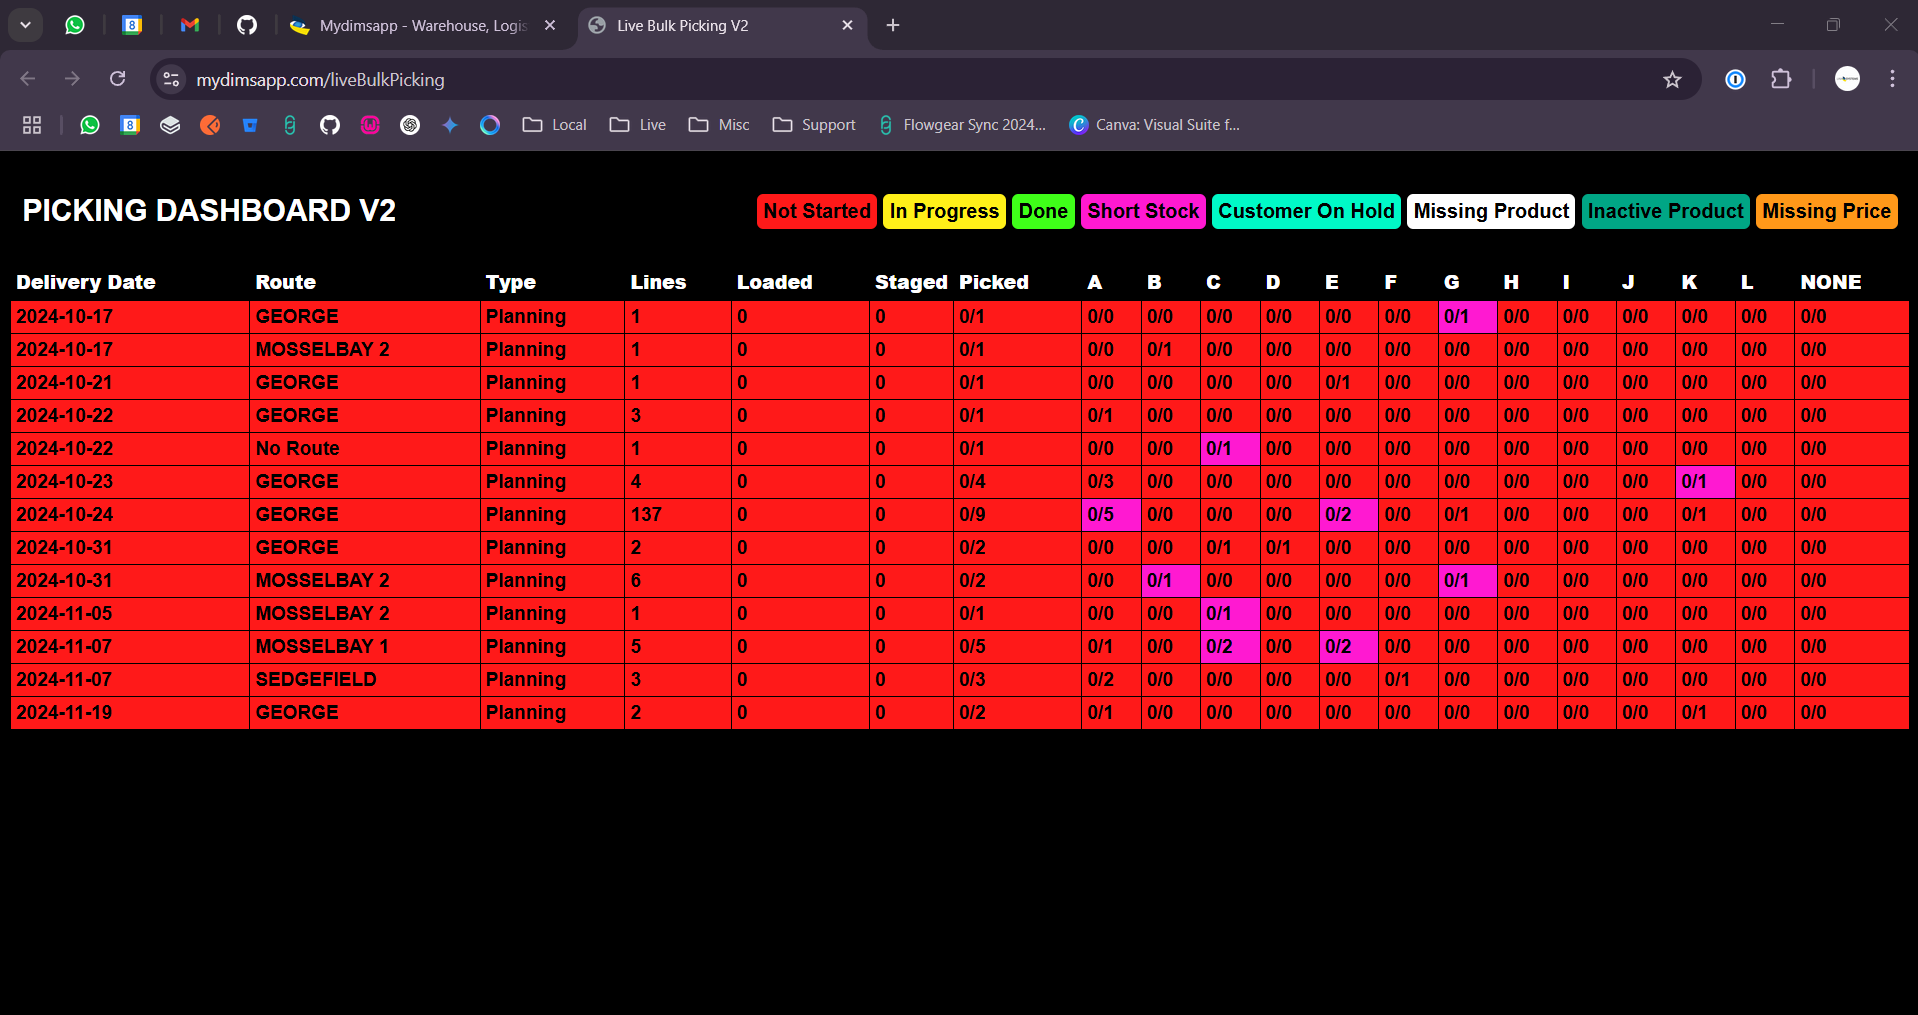 Mydimsapp - Warehouse, Logis
Live Bulk Picking V2
mydimsapp.com/liveBulkPicking
Local Live Misc Support Flowgear Sync 2024... Canva: Visual Suite f...
PICKING DASHBOARD V2
Not Started In Progress Done Short Stock Customer On Hold Missing Product Inactive Product Missing Price
Delivery Date Route Type Lines Loaded Staged Picked A B C D E F G H I J K L NONE
2024-10-17 GEORGE Planning 1 0 0 0/1 0/0 0/0 0/0 0/0 0/0 0/0 0/1 0/0 0/0 0/0 0/0 0/0 0/0
2024-10-17 MOSSELBAY 2 Planning 1 0 0 0/1 0/0 0/1 0/0 0/0 0/0 0/0 0/0 0/0 0/0 0/0 0/0 0/0 0/0
2024-10-21 GEORGE Planning 1 0 0 0/1 0/0 0/0 0/0 0/0 0/1 0/0 0/0 0/0 0/0 0/0 0/0 0/0 0/0
2024-10-22 GEORGE Planning 3 0 0 0/1 0/1 0/0 0/0 0/0 0/0 0/0 0/0 0/0 0/0 0/0 0/0 0/0 0/0
2024-10-22 No Route Planning 1 0 0 0/1 0/0 0/0 0/1 0/0 0/0 0/0 0/0 0/0 0/0 0/0 0/0 0/0 0/0
2024-10-23 GEORGE Planning 4 0 0 0/4 0/3 0/0 0/0 0/0 0/0 0/0 0/0 0/0 0/0 0/0 0/1 0/0 0/0
2024-10-24 GEORGE Planning 137 0 0 0/9 0/5 0/0 0/0 0/0 0/2 0/0 0/1 0/0 0/0 0/0 0/1 0/0 0/0
2024-10-31 GEORGE Planning 2 0 0 0/2 0/0 0/0 0/1 0/1 0/0 0/0 0/0 0/0 0/0 0/0 0/0 0/0 0/0
2024-10-31 MOSSELBAY 2 Planning 6 0 0 0/2 0/0 0/1 0/0 0/0 0/0 0/0 0/1 0/0 0/0 0/0 0/0 0/0 0/0
2024-11-05 MOSSELBAY 2 Planning 1 0 0 0/1 0/0 0/0 0/1 0/0 0/0 0/0 0/0 0/0 0/0 0/0 0/0 0/0 0/0
2024-11-07 MOSSELBAY 1 Planning 5 0 0 0/5 0/1 0/0 0/2 0/0 0/2 0/0 0/0 0/0 0/0 0/0 0/0 0/0 0/0
2024-11-07 SEDGEFIELD Planning 3 0 0 0/3 0/2 0/0 0/0 0/0 0/0 0/1 0/0 0/0 0/0 0/0 0/0 0/0 0/0
2024-11-19 GEORGE Planning 2 0 0 0/2 0/1 0/0 0/0 0/0 0/0 0/0 0/0 0/0 0/0 0/0 0/1 0/0 0/0